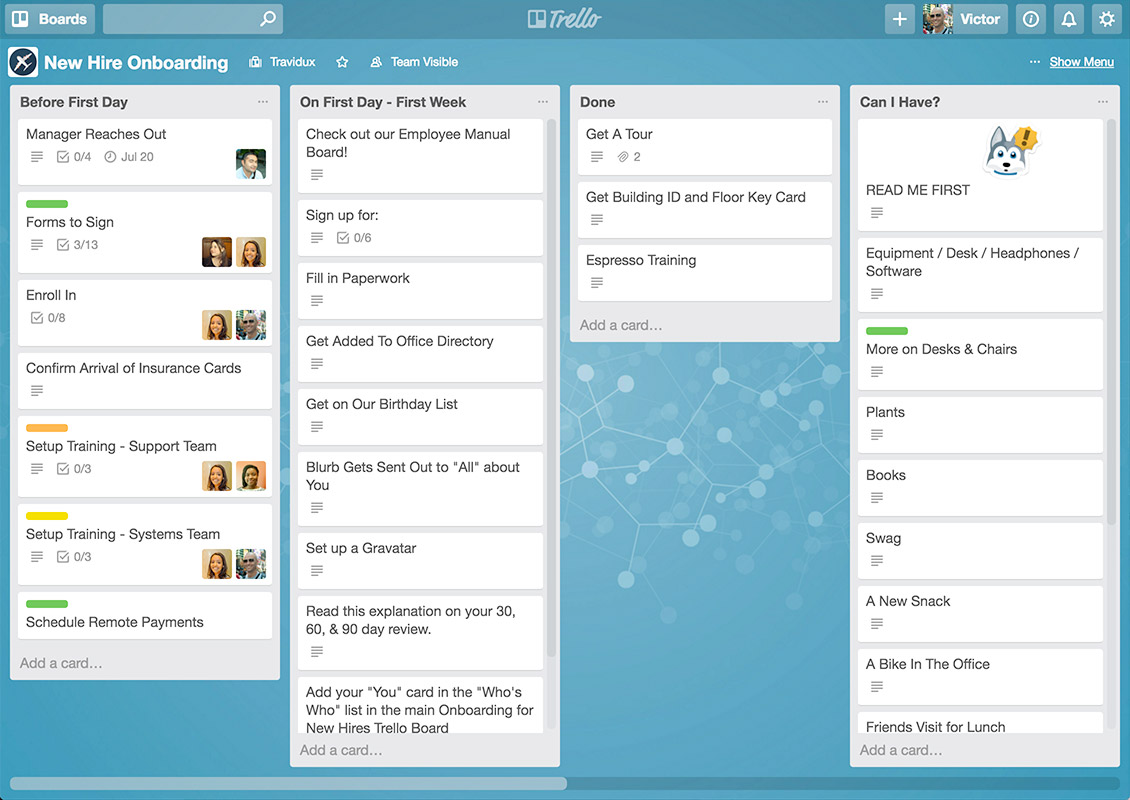 Boards
Trello
Victor
New Hire Onboarding
Travidux
Team Visible
... Show Menu
Before First Day
Manager Reaches Out
0/4 Jul 20
Forms to Sign
3/13
Enroll In
0/8
Confirm Arrival of Insurance Cards
Setup Training - Support Team
0/3
Setup Training - Systems Team
0/3
Schedule Remote Payments
Add a card…
On First Day - First Week
Check out our Employee Manual
Board!
Sign up for:
0/6
Fill in Paperwork
Get Added To Office Directory
Get on Our Birthday List
Blurb Gets Sent Out to "All" about
You
Set up a Gravatar
Read this explanation on your 30,
60, & 90 day review.
Add your "You" card in the "Who's
Who" list in the main Onboarding for
New Hires Trello Board
Add a card…
Done
Get A Tour
2
Get Building ID and Floor Key Card
Espresso Training
Add a card…
Can I Have?
READ ME FIRST
Equipment / Desk / Headphones /
Software
More on Desks & Chairs
Plants
Books
Swag
A New Snack
A Bike In The Office
Friends Visit for Lunch
Add a card…